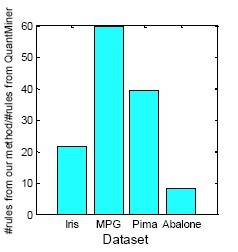 #rules from our method/#rules from QuantMiner
60
50
40
30
20
10
0
Iris MPG Pima Abalone
Dataset